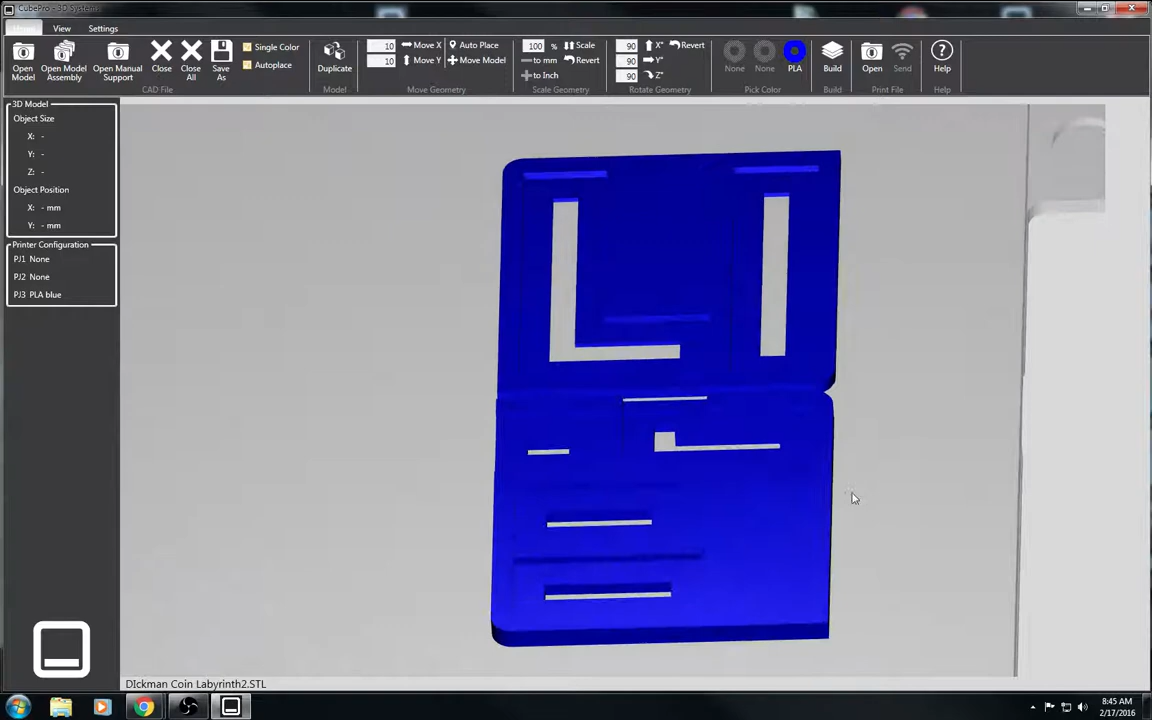 CubePro - 3D Systems
View
Settings
Open Model
Open Model Assembly
Open Manual Support
Close
Close All
Save As
Single Color
Autoplace
CAD File
Duplicate
Model
10 Move X
10 Move Y
Auto Place
Move Model
Move Geometry
100 % Scale
to mm Revert
to Inch
Scale Geometry
90 X° Revert
90 Y°
90 Z°
Rotate Geometry
None
None
PLA
Pick Color
Build
Build
Open
Send
Print File
Help
Help
3D Model
Object Size
X: -
Y: -
Z: -
Object Position
X: - mm
Y: - mm
Printer Configuration
PJ1 None
PJ2 None
PJ3 PLA blue
DIckman Coin Labyrinth2.STL
8:45 AM
2/17/2016